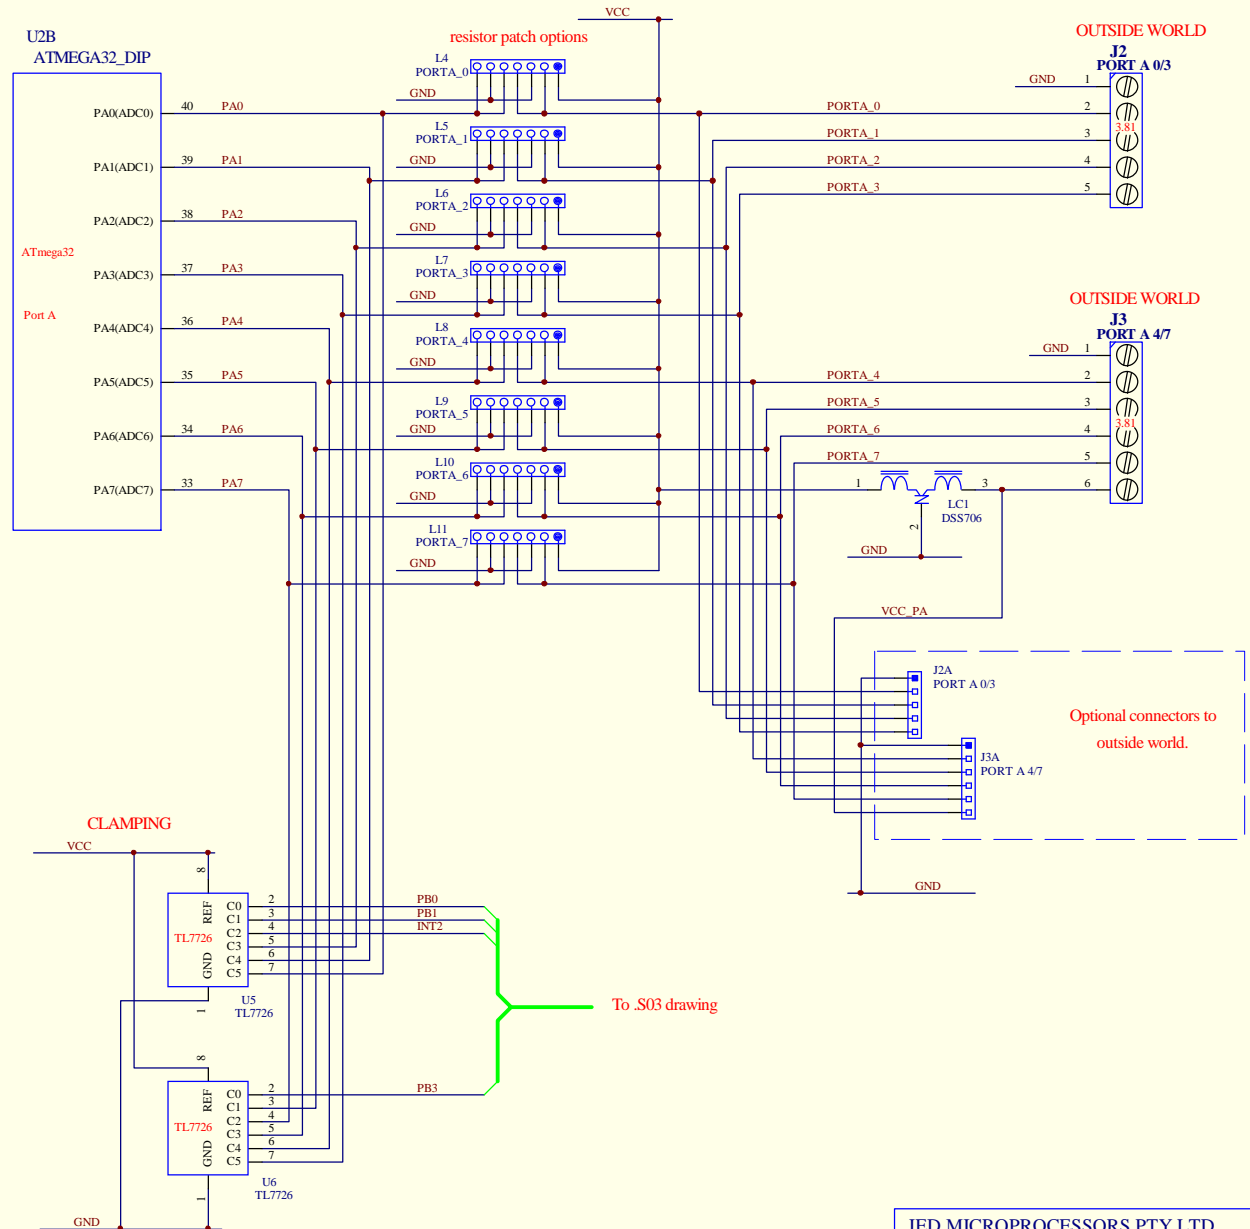 VCC
U2B
ATMEGA32_DIP
resistor patch options
OUTSIDE WORLD
J2
PORT A 0/3
L4
PORTA_0
GND
GND 1
PA0(ADC0) 40 PA0
PORTA_0 2
3.81
L5
PORTA_1
GND
PORTA_1 3
PA1(ADC1) 39 PA1
PORTA_2 4
L6
PORTA_2
GND
PORTA_3 5
PA2(ADC2) 38 PA2
ATmega32
L7
PORTA_3
GND
PA3(ADC3) 37 PA3
OUTSIDE WORLD
J3
PORT A 4/7
Port A
PA4(ADC4) 36 PA4
L8
PORTA_4
GND
GND 1
PA5(ADC5) 35 PA5
PORTA_4 2
L9
PORTA_5
GND
PORTA_5 3
3.81
PA6(ADC6) 34 PA6
PORTA_6 4
L10
PORTA_6
GND
PORTA_7 5
PA7(ADC7) 33 PA7
1 3 6
LC1
DSS706
2
GND
L11
PORTA_7
GND
VCC_PA
J2A
PORT A 0/3
Optional connectors to
outside world.
J3A
PORT A 4/7
GND
CLAMPING
VCC
8
REF
TL7726
GND
C0 2 PB0
C1 3 PB1
C2 4 INT2
C3 5
C4 6
C5 7
1
U5
TL7726
To .S03 drawing
8
REF
TL7726
GND
C0 2 PB3
C1 3
C2 4
C3 5
C4 6
C5 7
1
U6
TL7726
GND
JED MICROPROCESSORS PTY LTD